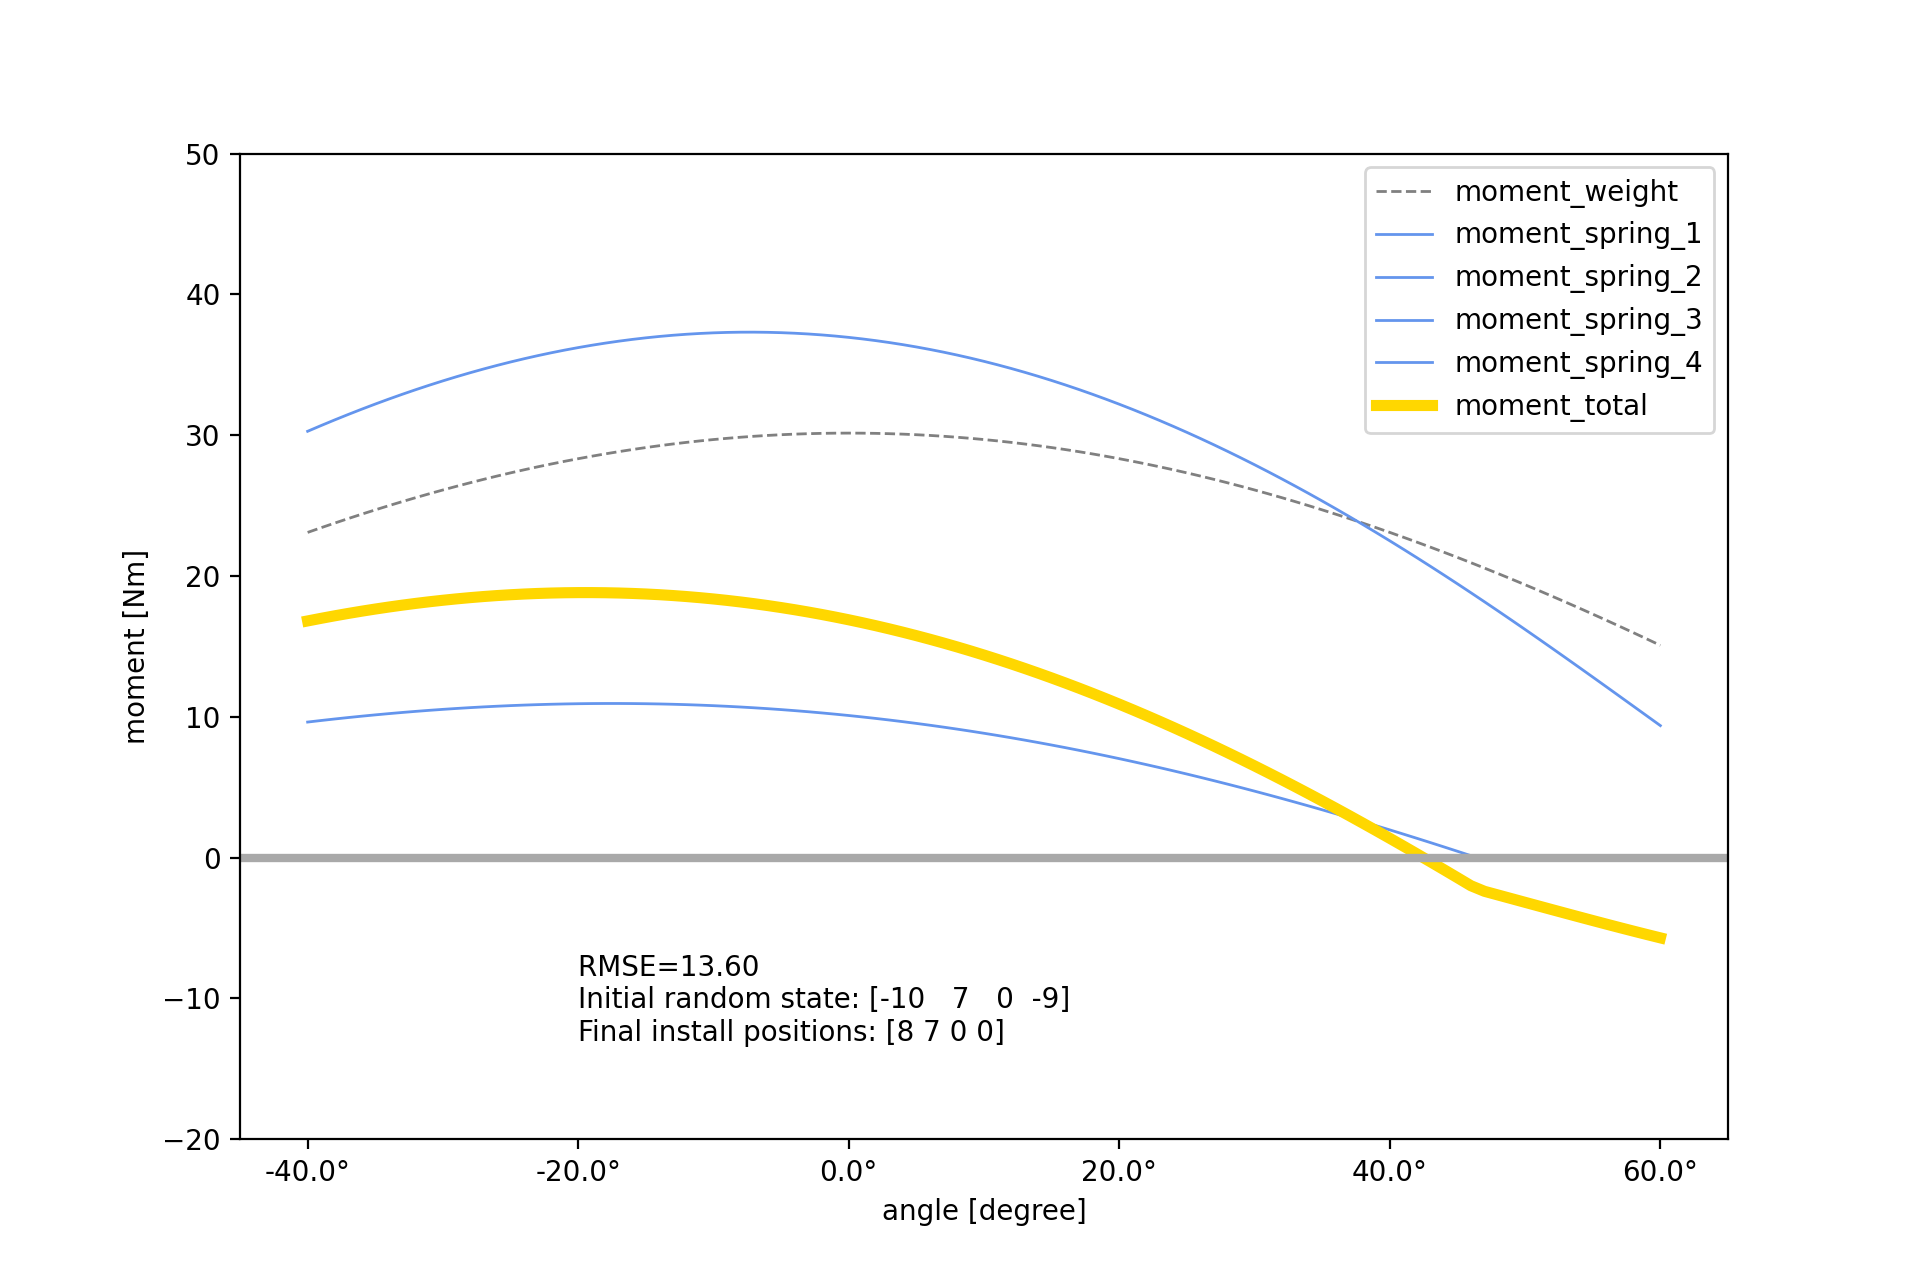 50
40
30
20
10
0
−10
−20
moment [Nm]
moment_weight
moment_spring_1
moment_spring_2
moment_spring_3
moment_spring_4
moment_total
RMSE=13.60
Initial random state: [-10   7   0  -9]
Final install positions: [8 7 0 0]
-40.0° -20.0° 0.0° 20.0° 40.0° 60.0°
angle [degree]